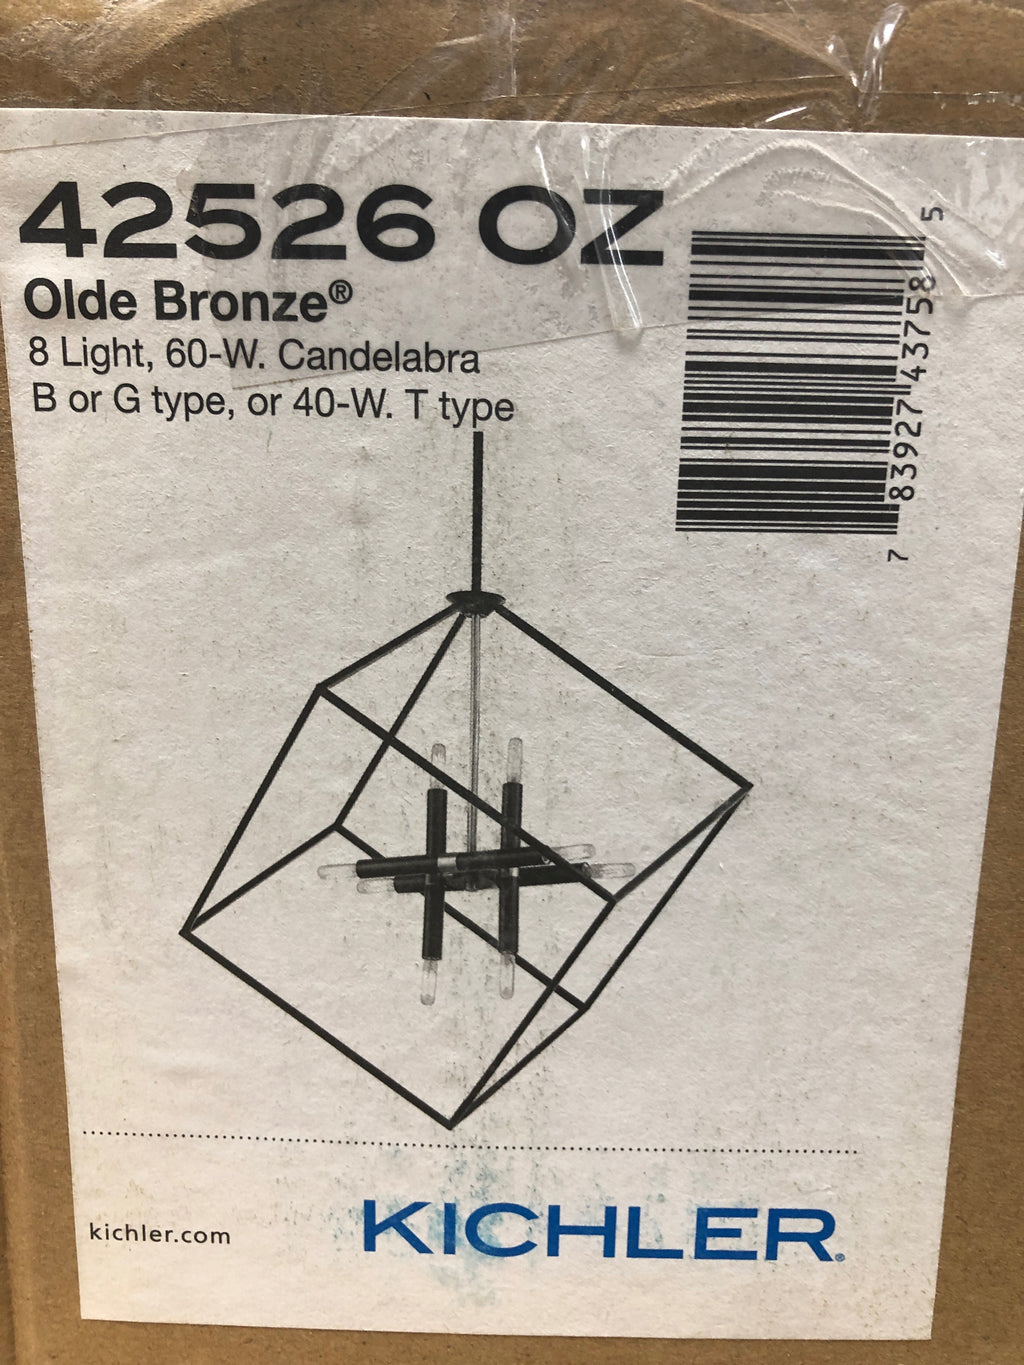 42526 OZ
Olde Bronze®
8 Light, 60-W. Candelabra
B or G type, or 40-W. T type
7 83927 43758 5
kichler.com
KICHLER®